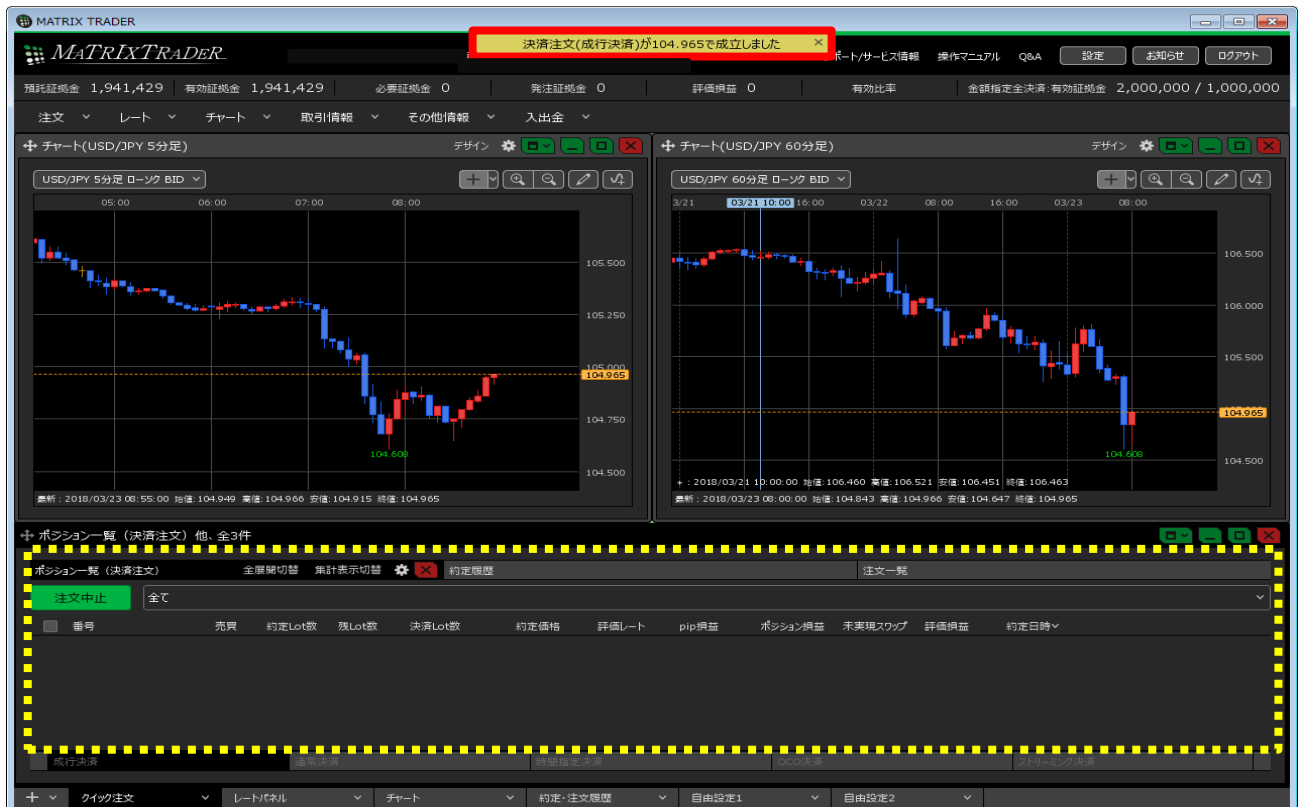 MATRIX TRADER
決済注文(成行決済)が104.965で成立しました ×
MATRIXTRADER
ポート/サービス情報 操作マニュアル Q&A 設定 お知らせ ログアウト
預託証拠金 1,941,429 有効証拠金 1,941,429 必要証拠金 0 発注証拠金 0 評価損益 0 有効比率 金額指定全決済:有効証拠金 2,000,000 / 1,000,000
注文 レート チャート 取引情報 その他情報 入出金
チャート(USD/JPY 5分足) デザイン
USD/JPY 5分足 ローソク BID
05:00 06:00 07:00 08:00
105.500
105.250
105.000
104.965
104.750
104.608
104.500
最新 : 2018/03/23 08:55:00 始値:104.949 高値:104.966 安値:104.915 終値:104.965
チャート(USD/JPY 60分足) デザイン
USD/JPY 60分足 ローソク BID
3/21 03/21 10:00 16:00 03/22 08:00 16:00 03/23 08:00
106.500
106.000
105.500
104.965
104.608
104.500
+ : 2018/03/21 10:00:00 始値:106.460 高値:106.521 安値:106.451 終値:106.463
最新 : 2018/03/23 08:00:00 始値:104.843 高値:104.966 安値:104.647 終値:104.965
ポジション一覧（決済注文）他、全3件
ポジション一覧（決済注文） 全展開切替 集計表示切替 約定履歴 注文一覧
注文中止 全て
番号 売買 約定Lot数 残Lot数 決済Lot数 約定価格 評価レート pip損益 ポジション損益 未実現スワップ 評価損益 約定日時
成行決済 通常決済 時間指定決済 OCO決済 ストリーミング決済
+ クイック注文 レートパネル チャート 約定・注文履歴 自由設定1 自由設定2